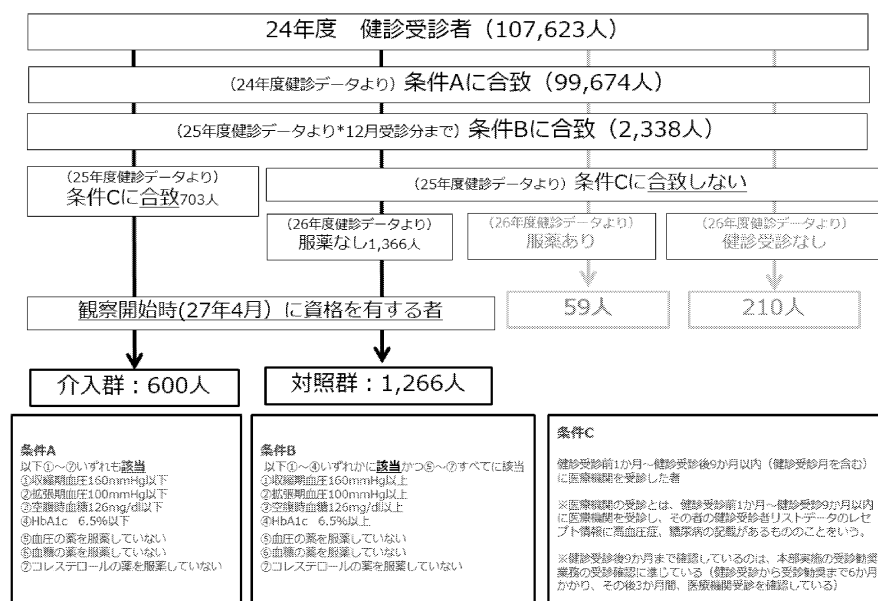 24年度　健診受診者（107,623人）
（24年度健診データより）条件Aに合致（99,674人）
（25年度健診データより*12月受診分まで）条件Bに合致（2,338人）
（25年度健診データより）
条件Cに合致703人
（25年度健診データより）条件Cに合致しない
（26年度健診データより）
服薬なし1,366人
（26年度健診データより）
服薬あり
（26年度健診データより）
健診受診なし
観察開始時(27年4月）に資格を有する者
59人
210人
介入群：600人
対照群：1,266人
条件A
以下①～⑦いずれも該当
①収縮期血圧160mmHg以下
②拡張期血圧100mmHg以下
③空腹時血糖126mg/dl以下
④HbA1c 6.5%以下
⑤血圧の薬を服薬していない
⑥血糖の薬を服薬していない
⑦コレステロールの薬を服薬していない
条件B
以下①～④いずれかに該当かつ⑤～⑦すべてに該当
①収縮期血圧160mmHg以上
②拡張期血圧100mmHg以上
③空腹時血糖126mg/dl以上
④HbA1c 6.5%以上
⑤血圧の薬を服薬していない
⑥血糖の薬を服薬していない
⑦コレステロールの薬を服薬していない
条件C
健診受診前1か月～健診受診後9か月以内（健診受診月を含む）
に医療機関を受診した者
※医療機関の受診とは、健診受診前1か月～健診受診9か月以内
に医療機関を受診し、その者の健診受診者リストデータのレセ
プト情報に高血圧症、糖尿病の記載があるもののことをいう。
※健診受診後9か月まで確認しているのは、本部実施の受診勧奨
業務の受診確認に準じている（健診受診から受診勧奨まで6か月
かかり、その後3か月間、医療機関受診を確認している）